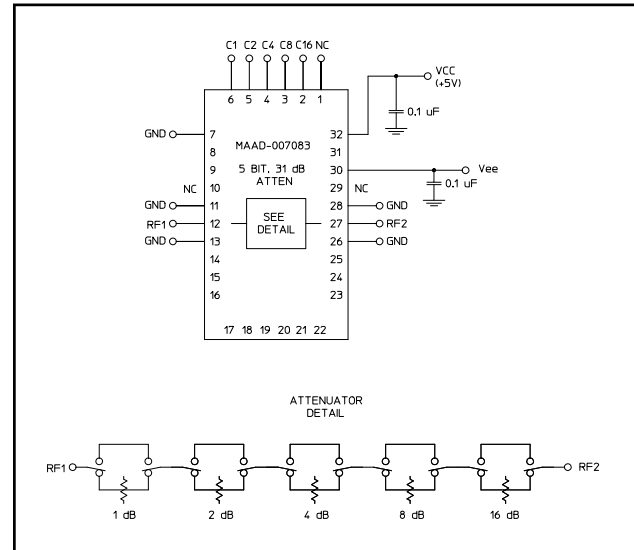 C1 C2 C4 C8 C16 NC
6 5 4 3 2 1
VCC
(+5V)
0.1 uF
GND 7
32
MAAD-007083
8
31
5 BIT, 31 dB
ATTEN
9
30 Vee
0.1 uF
NC 10
29 NC
GND 11
28 GND
RF1 12
SEE
DETAIL
27 RF2
GND 13
26 GND
14
25
15
24
16
23
17 18 19 20 21 22
ATTENUATOR
DETAIL
RF1
RF2
1 dB 2 dB 4 dB 8 dB 16 dB